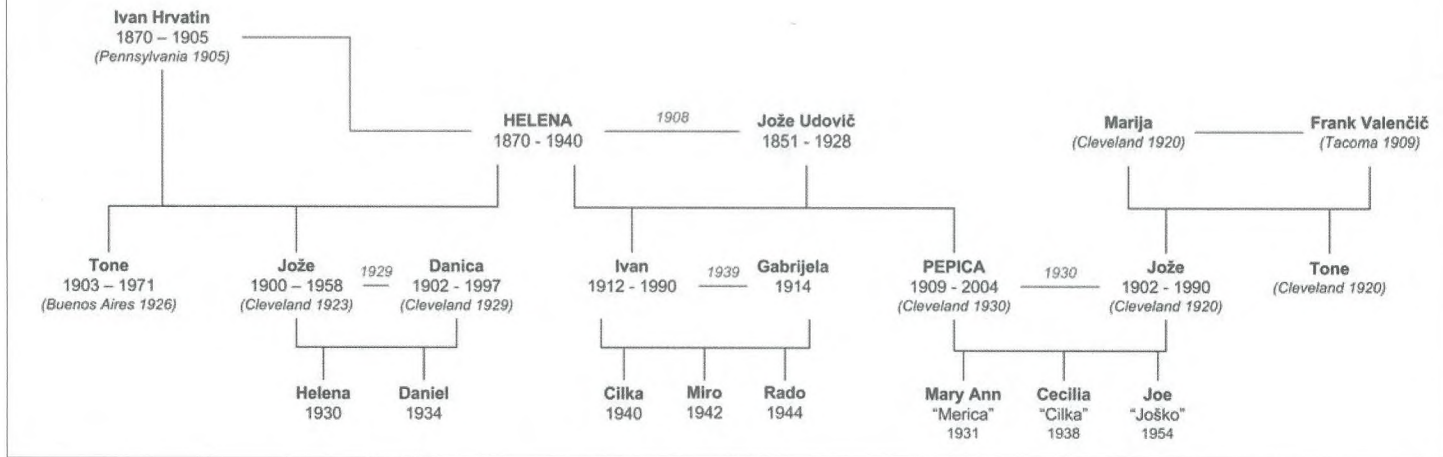 Ivan Hrvatin
1870 – 1905
(Pennsylvania 1905)
HELENA
1870 - 1940
1908
Jože Udovič
1851 - 1928
Marija
(Cleveland 1920)
Frank Valenčič
(Tacoma 1909)
Tone
1903 – 1971
(Buenos Aires 1926)
Jože
1900 – 1958
(Cleveland 1923)
1929
Danica
1902 - 1997
(Cleveland 1929)
Ivan
1912 - 1990
1939
Gabrijela
1914
PEPICA
1909 - 2004
(Cleveland 1930)
1930
Jože
1902 - 1990
(Cleveland 1920)
Tone
(Cleveland 1920)
Helena
1930
Daniel
1934
Cilka
1940
Miro
1942
Rado
1944
Mary Ann
"Merica"
1931
Cecilia
"Cilka"
1938
Joe
"Joško"
1954